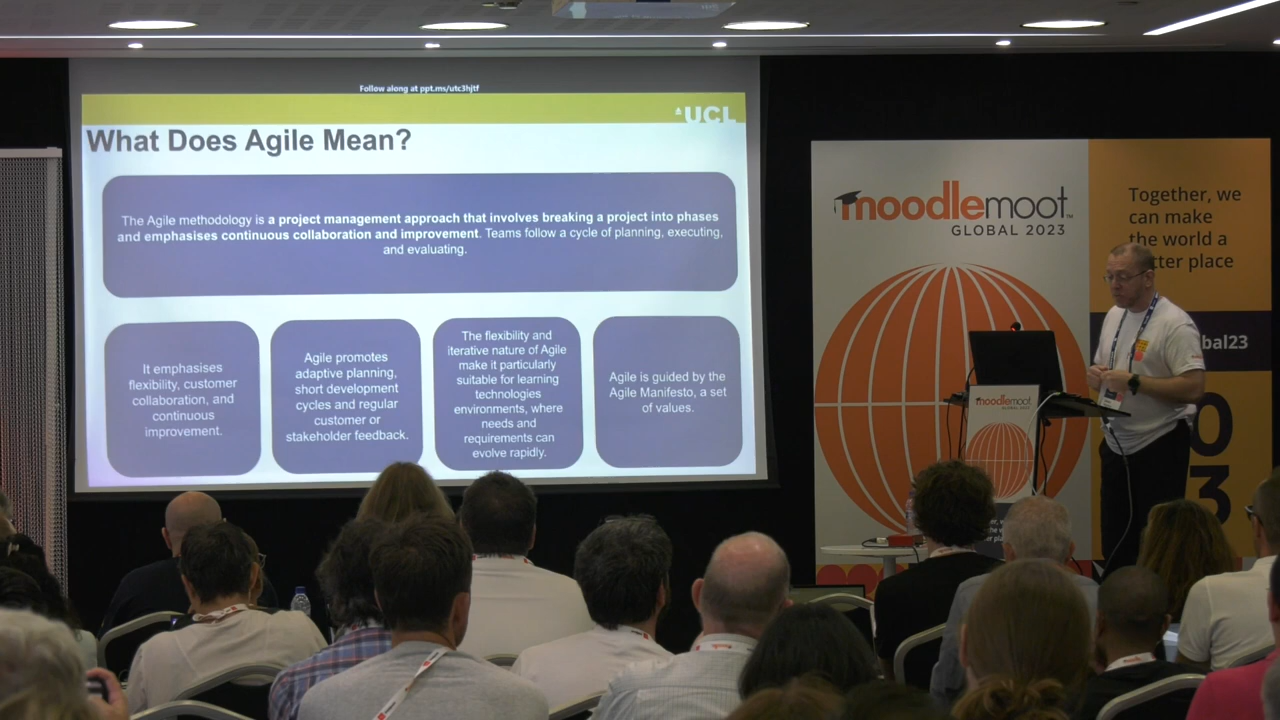 Follow along at ppt.ms/utc3hjtf
UCL
What Does Agile Mean?
The Agile methodology is a project management approach that involves breaking a project into phases
and emphasises continuous collaboration and improvement. Teams follow a cycle of planning, executing,
and evaluating.
It emphasises
flexibility, customer
collaboration, and
continuous
improvement.
Agile promotes
adaptive planning,
short development
cycles and regular
customer or
stakeholder feedback.
The flexibility and
iterative nature of Agile
make it particularly
suitable for learning
technologies
environments, where
needs and
requirements can
evolve rapidly.
Agile is guided by the
Agile Manifesto, a set
of values.
moodlemoot
GLOBAL 2023
Together, we
can make
the world a
tter place
bal23
03
moodlemoot